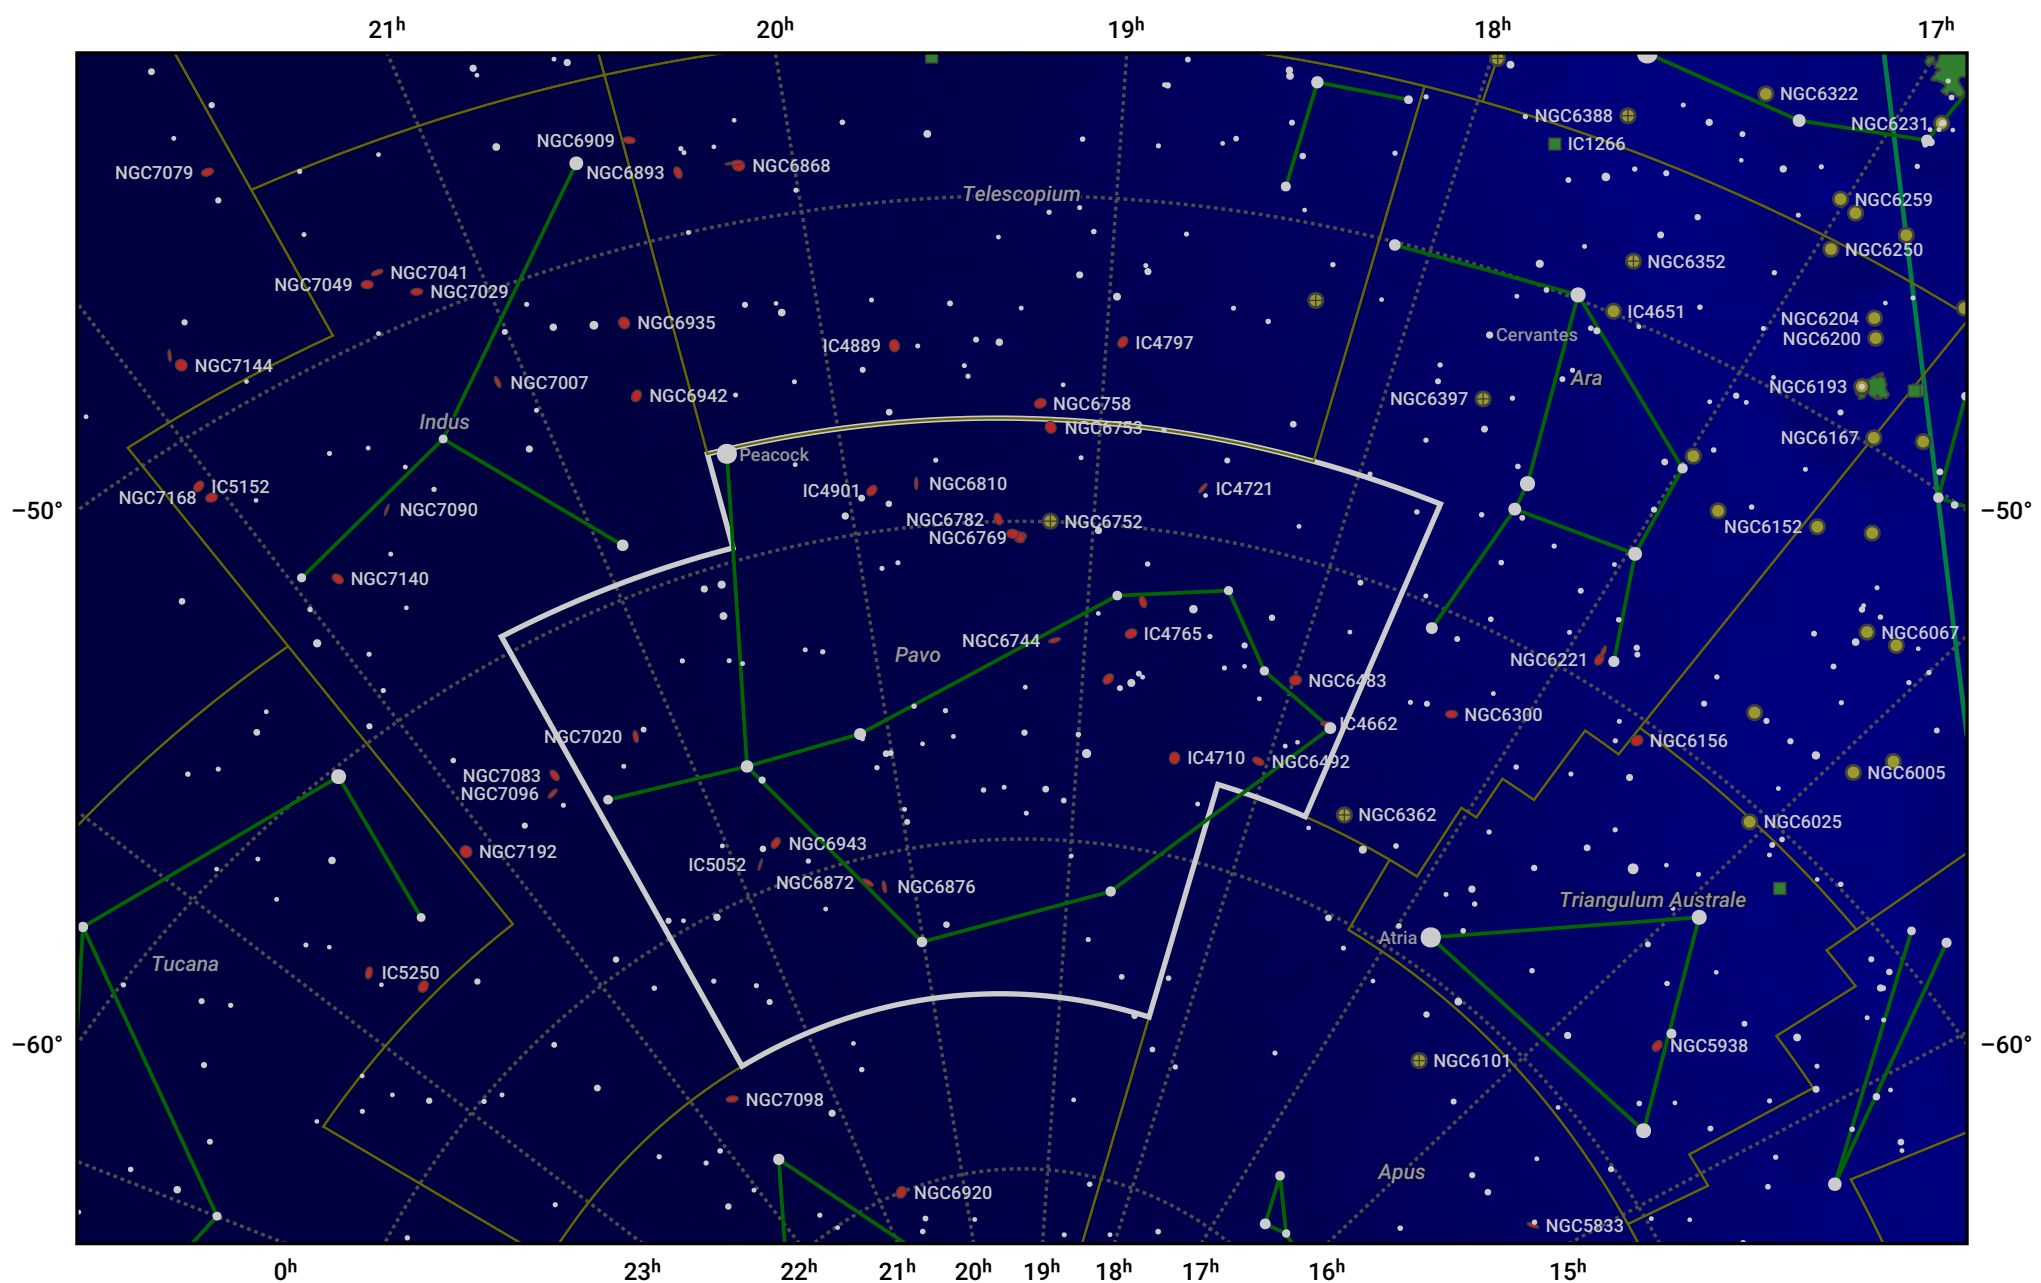 21h 20h 19h 18h 17h
NGC6322
NGC6388
NGC6231
NGC6909
IC1266
NGC7079
NGC6893
NGC6868
Telescopium
NGC6259
NGC6250
NGC6352
NGC7041
NGC7049
NGC7029
IC4651
NGC6204
NGC6935
Cervantes
NGC6200
IC4889
IC4797
NGC7144
Ara
NGC7007
NGC6193
NGC6942
NGC6397
NGC6758
Indus
NGC6753
NGC6167
Peacock
NGC6810
IC5152
IC4901
IC4721
NGC7168
−50° −50°
NGC7090
NGC6782
NGC6752
NGC6152
NGC6769
NGC7140
NGC6067
IC4765
NGC6744
Pavo
NGC6221
NGC6483
NGC6300
IC4662
NGC7020
NGC6156
IC4710
NGC6492
NGC7083
NGC6005
NGC7096
NGC6362
NGC6025
NGC6943
NGC7192
IC5052
NGC6872
NGC6876
Triangulum Australe
Atria
Tucana
IC5250
−60° −60°
NGC5938
NGC6101
NGC7098
Apus
NGC6920
NGC5833
0h 23h 22h 21h 20h 19h 18h 17h 16h 15h